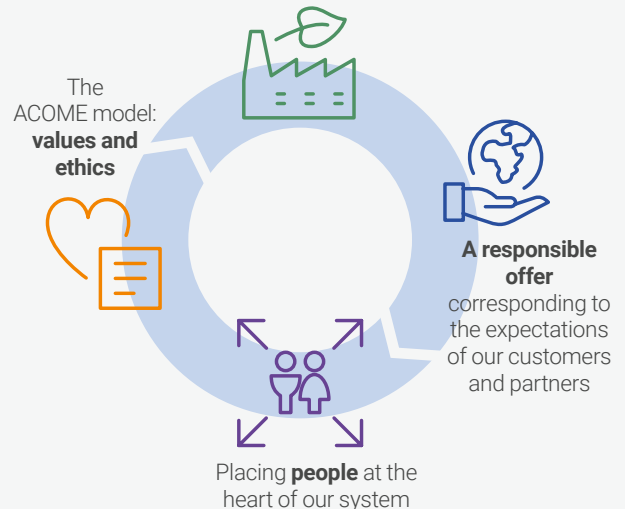 The
ACOME model:
values and
ethics
A responsible
offer
corresponding to
the expectations
of our customers
and partners
Placing people at the
heart of our system